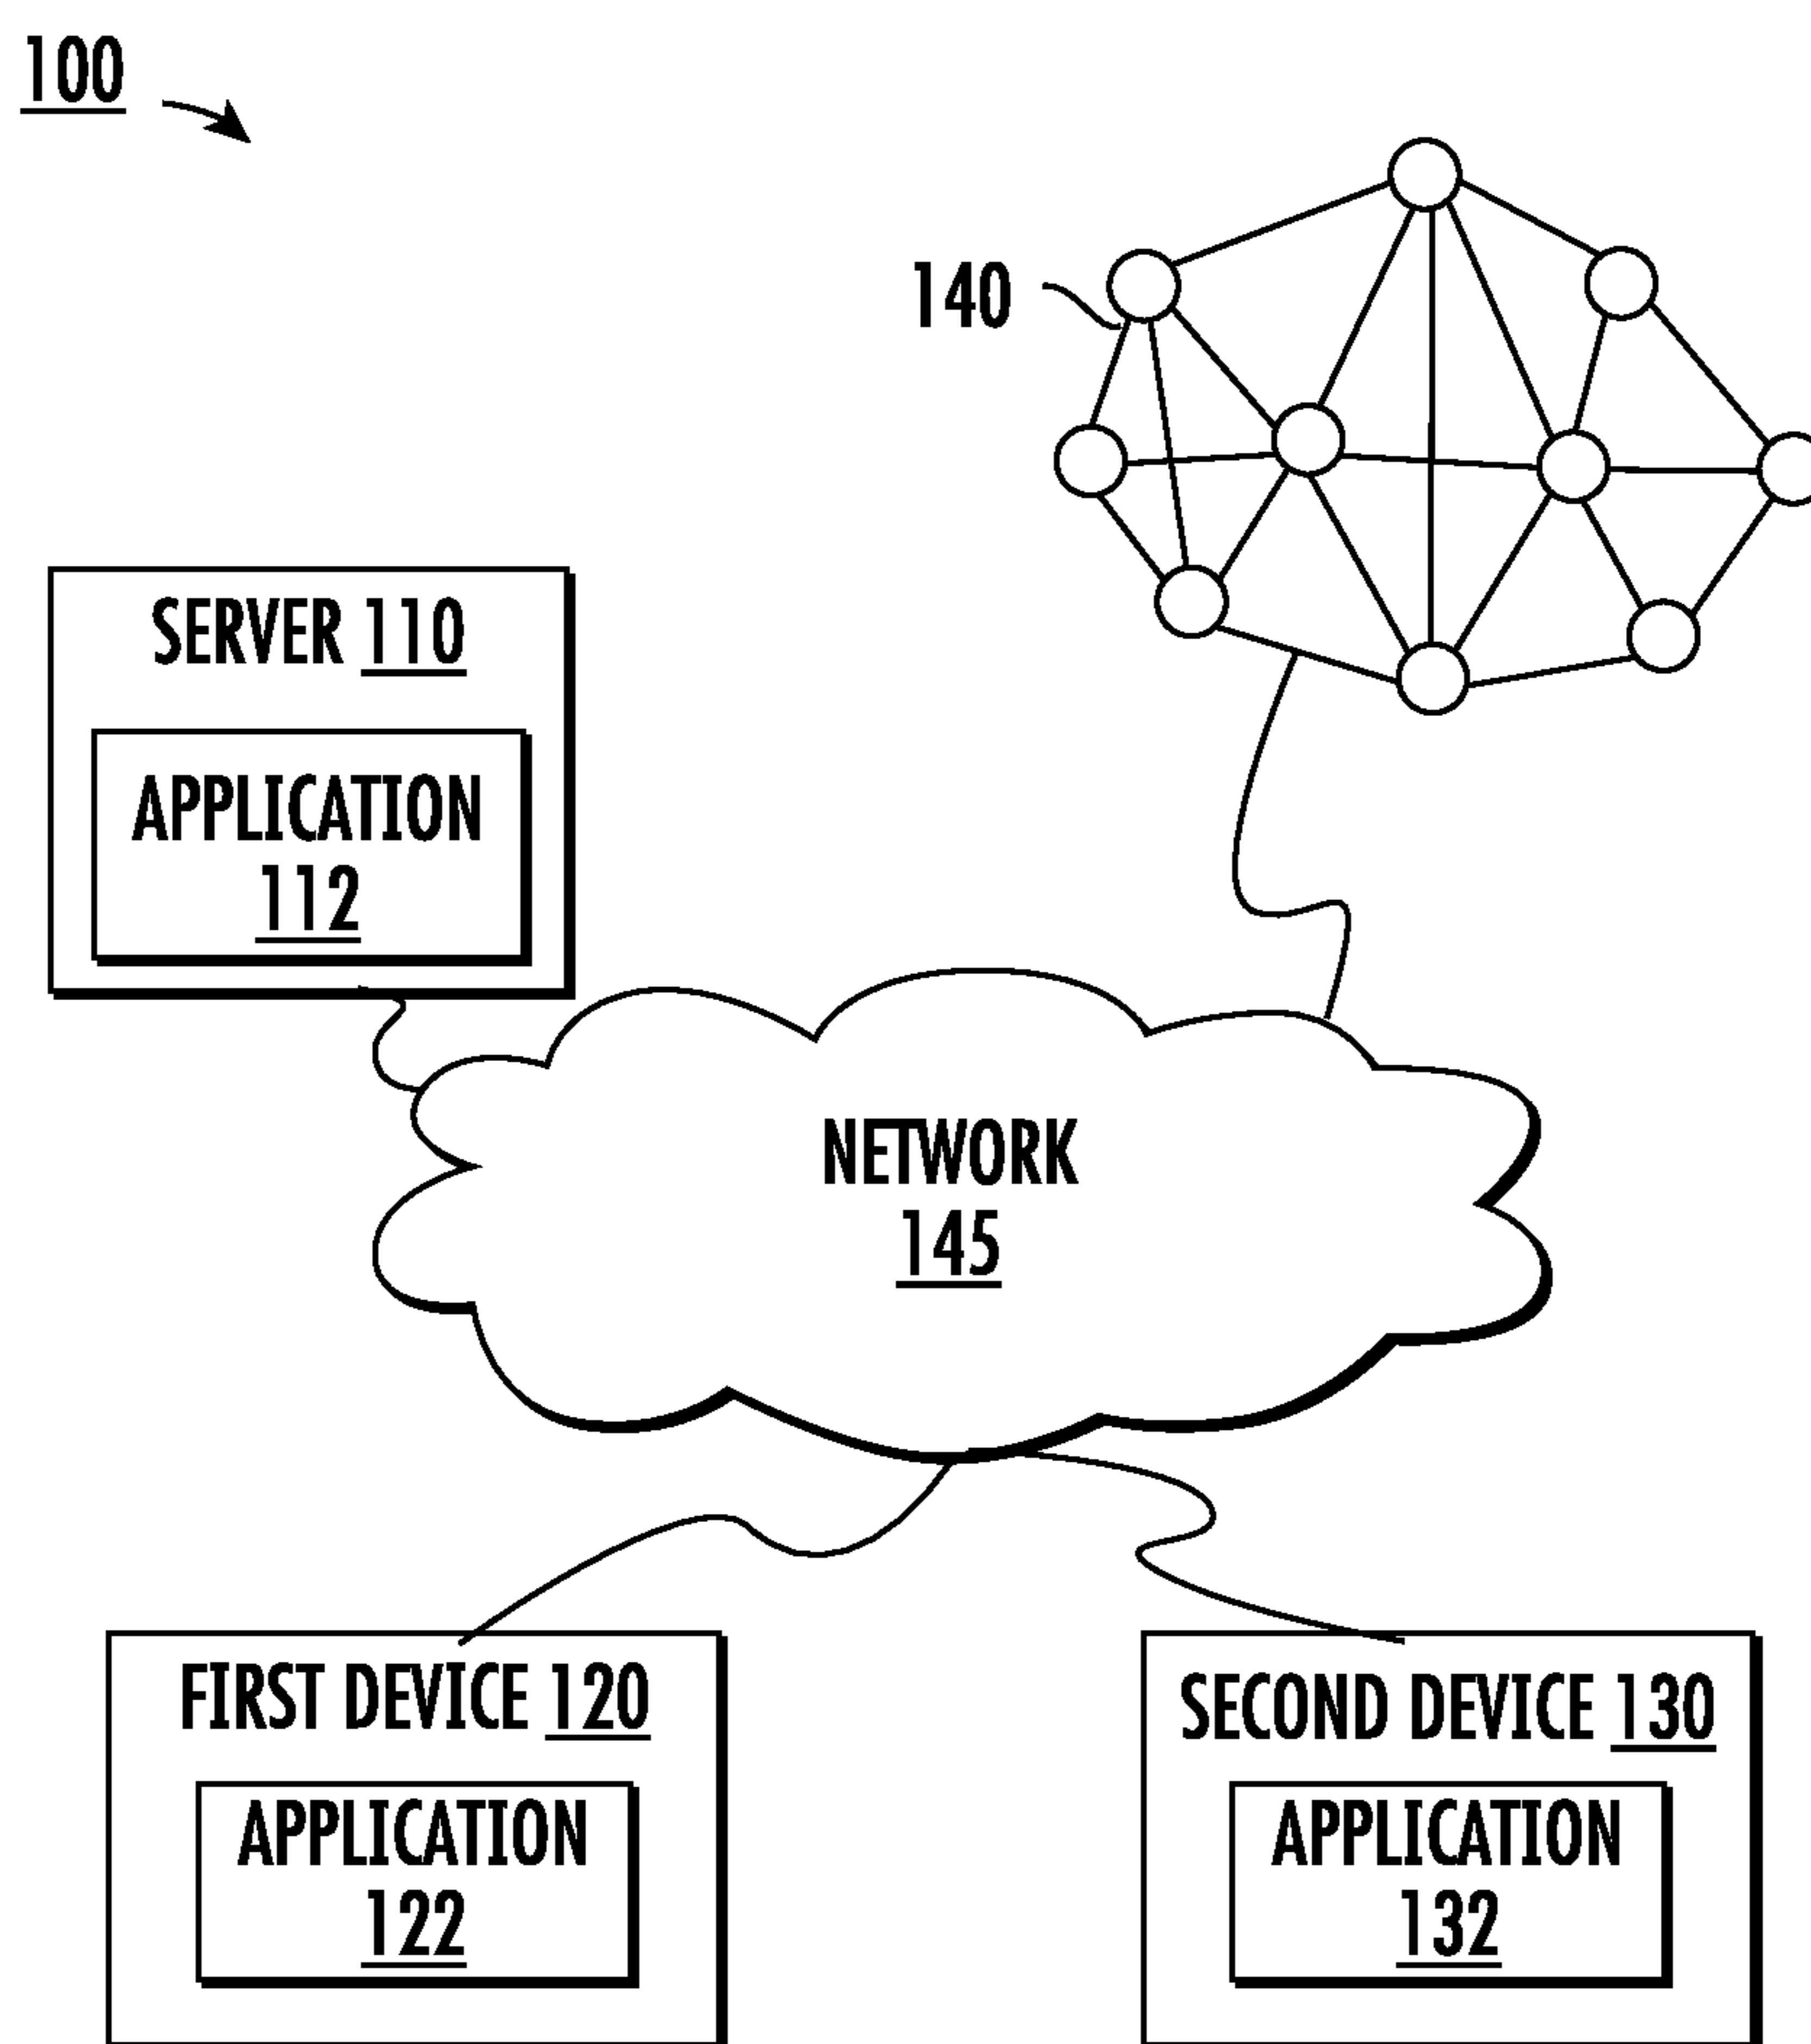 100
140
SERVER 110
APPLICATION
112
NETWORK
145
FIRST DEVICE 120
APPLICATION
122
SECOND DEVICE 130
APPLICATION
132